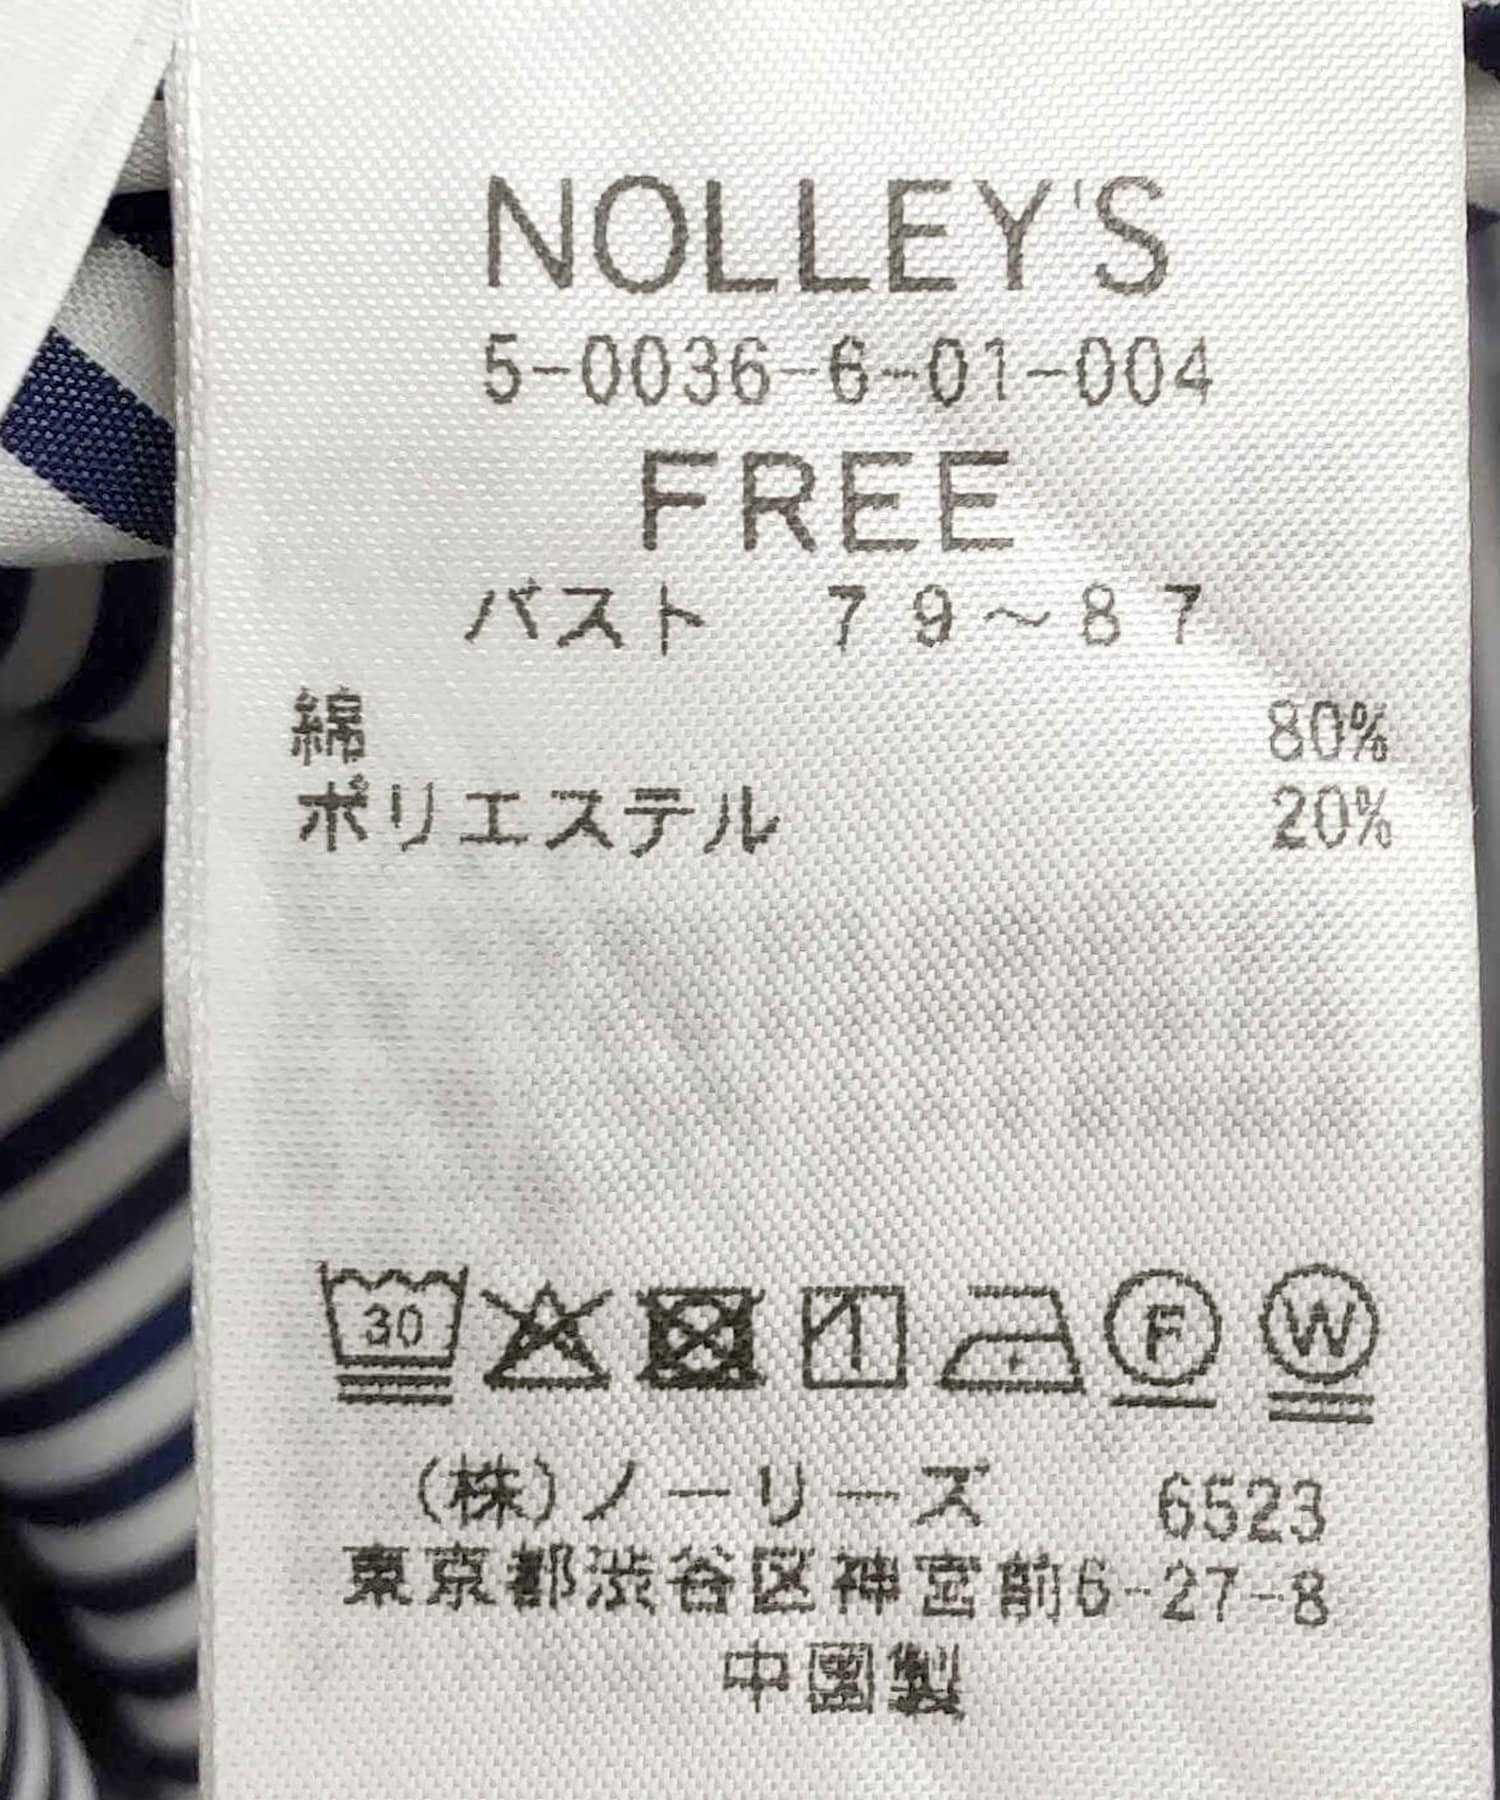 NOLLEY'S
5-0036-6-01-004
FREE
バスト　79～87
綿 80%
ポリエステル 20%
30 F W
(株)ノーリーズ 6523
東京都渋谷区神宮前6-27-8
中国製